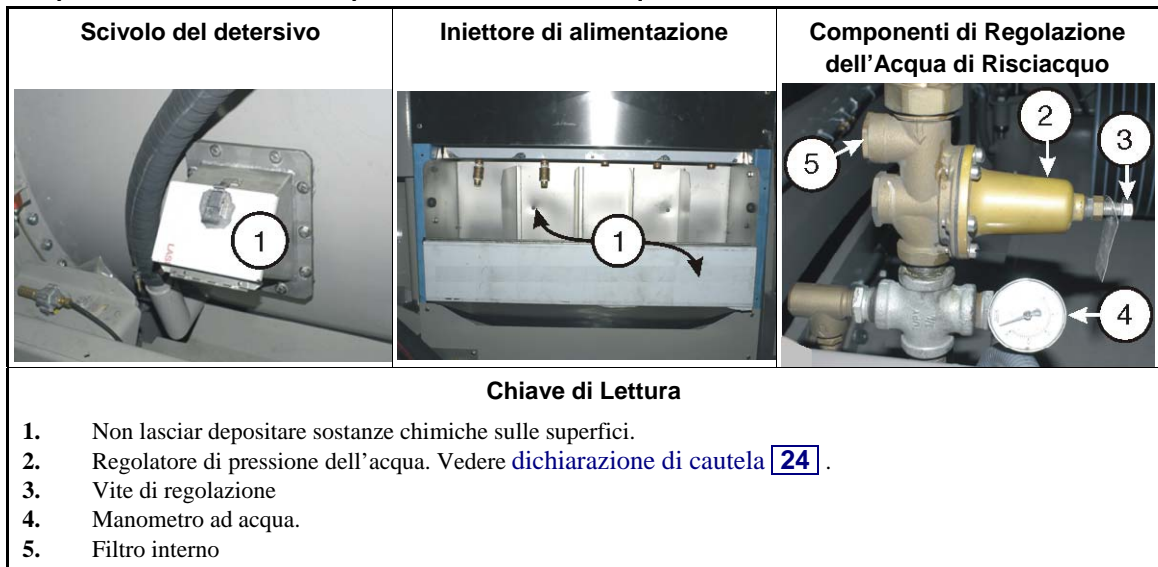 Scivolo del detersivo
Iniettore di alimentazione
Componenti di Regolazione
dell'Acqua di Risciacquo
1
1
2
3
5
4
Chiave di Lettura
1. Non lasciar depositare sostanze chimiche sulle superfici.
2. Regolatore di pressione dell'acqua. Vedere dichiarazione di cautela 24 .
3. Vite di regolazione
4. Manometro ad acqua.
5. Filtro interno